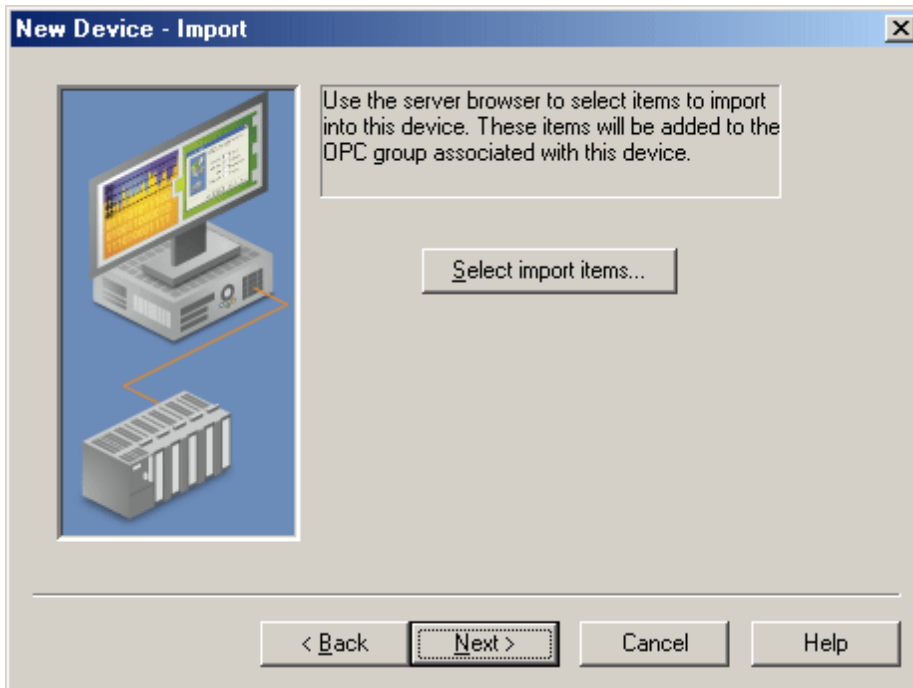 New Device - Import
Use the server browser to select items to import
into this device. These items will be added to the
OPC group associated with this device.
Select import items...
< Back
Next >
Cancel
Help